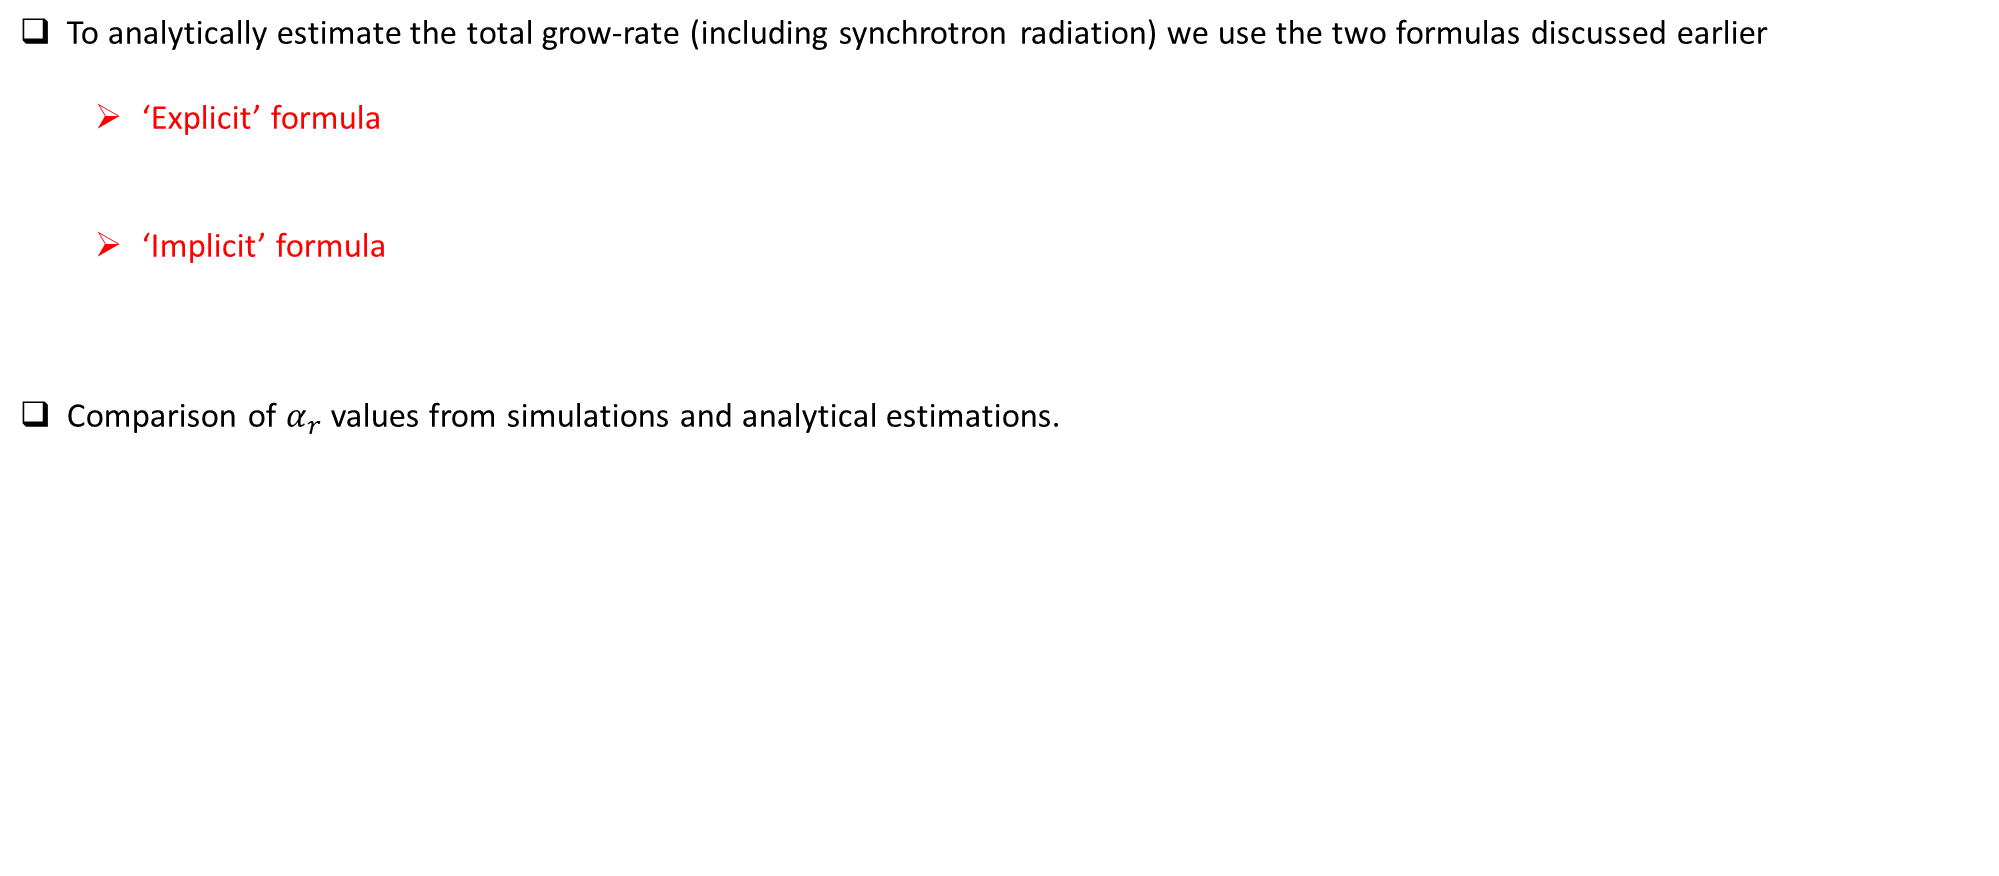 ❑ To analytically estimate the total grow-rate (including synchrotron radiation) we use the two formulas discussed earlier
➢ ‘Explicit’ formula
➢ ‘Implicit’ formula
❑ Comparison of αᵣ values from simulations and analytical estimations.